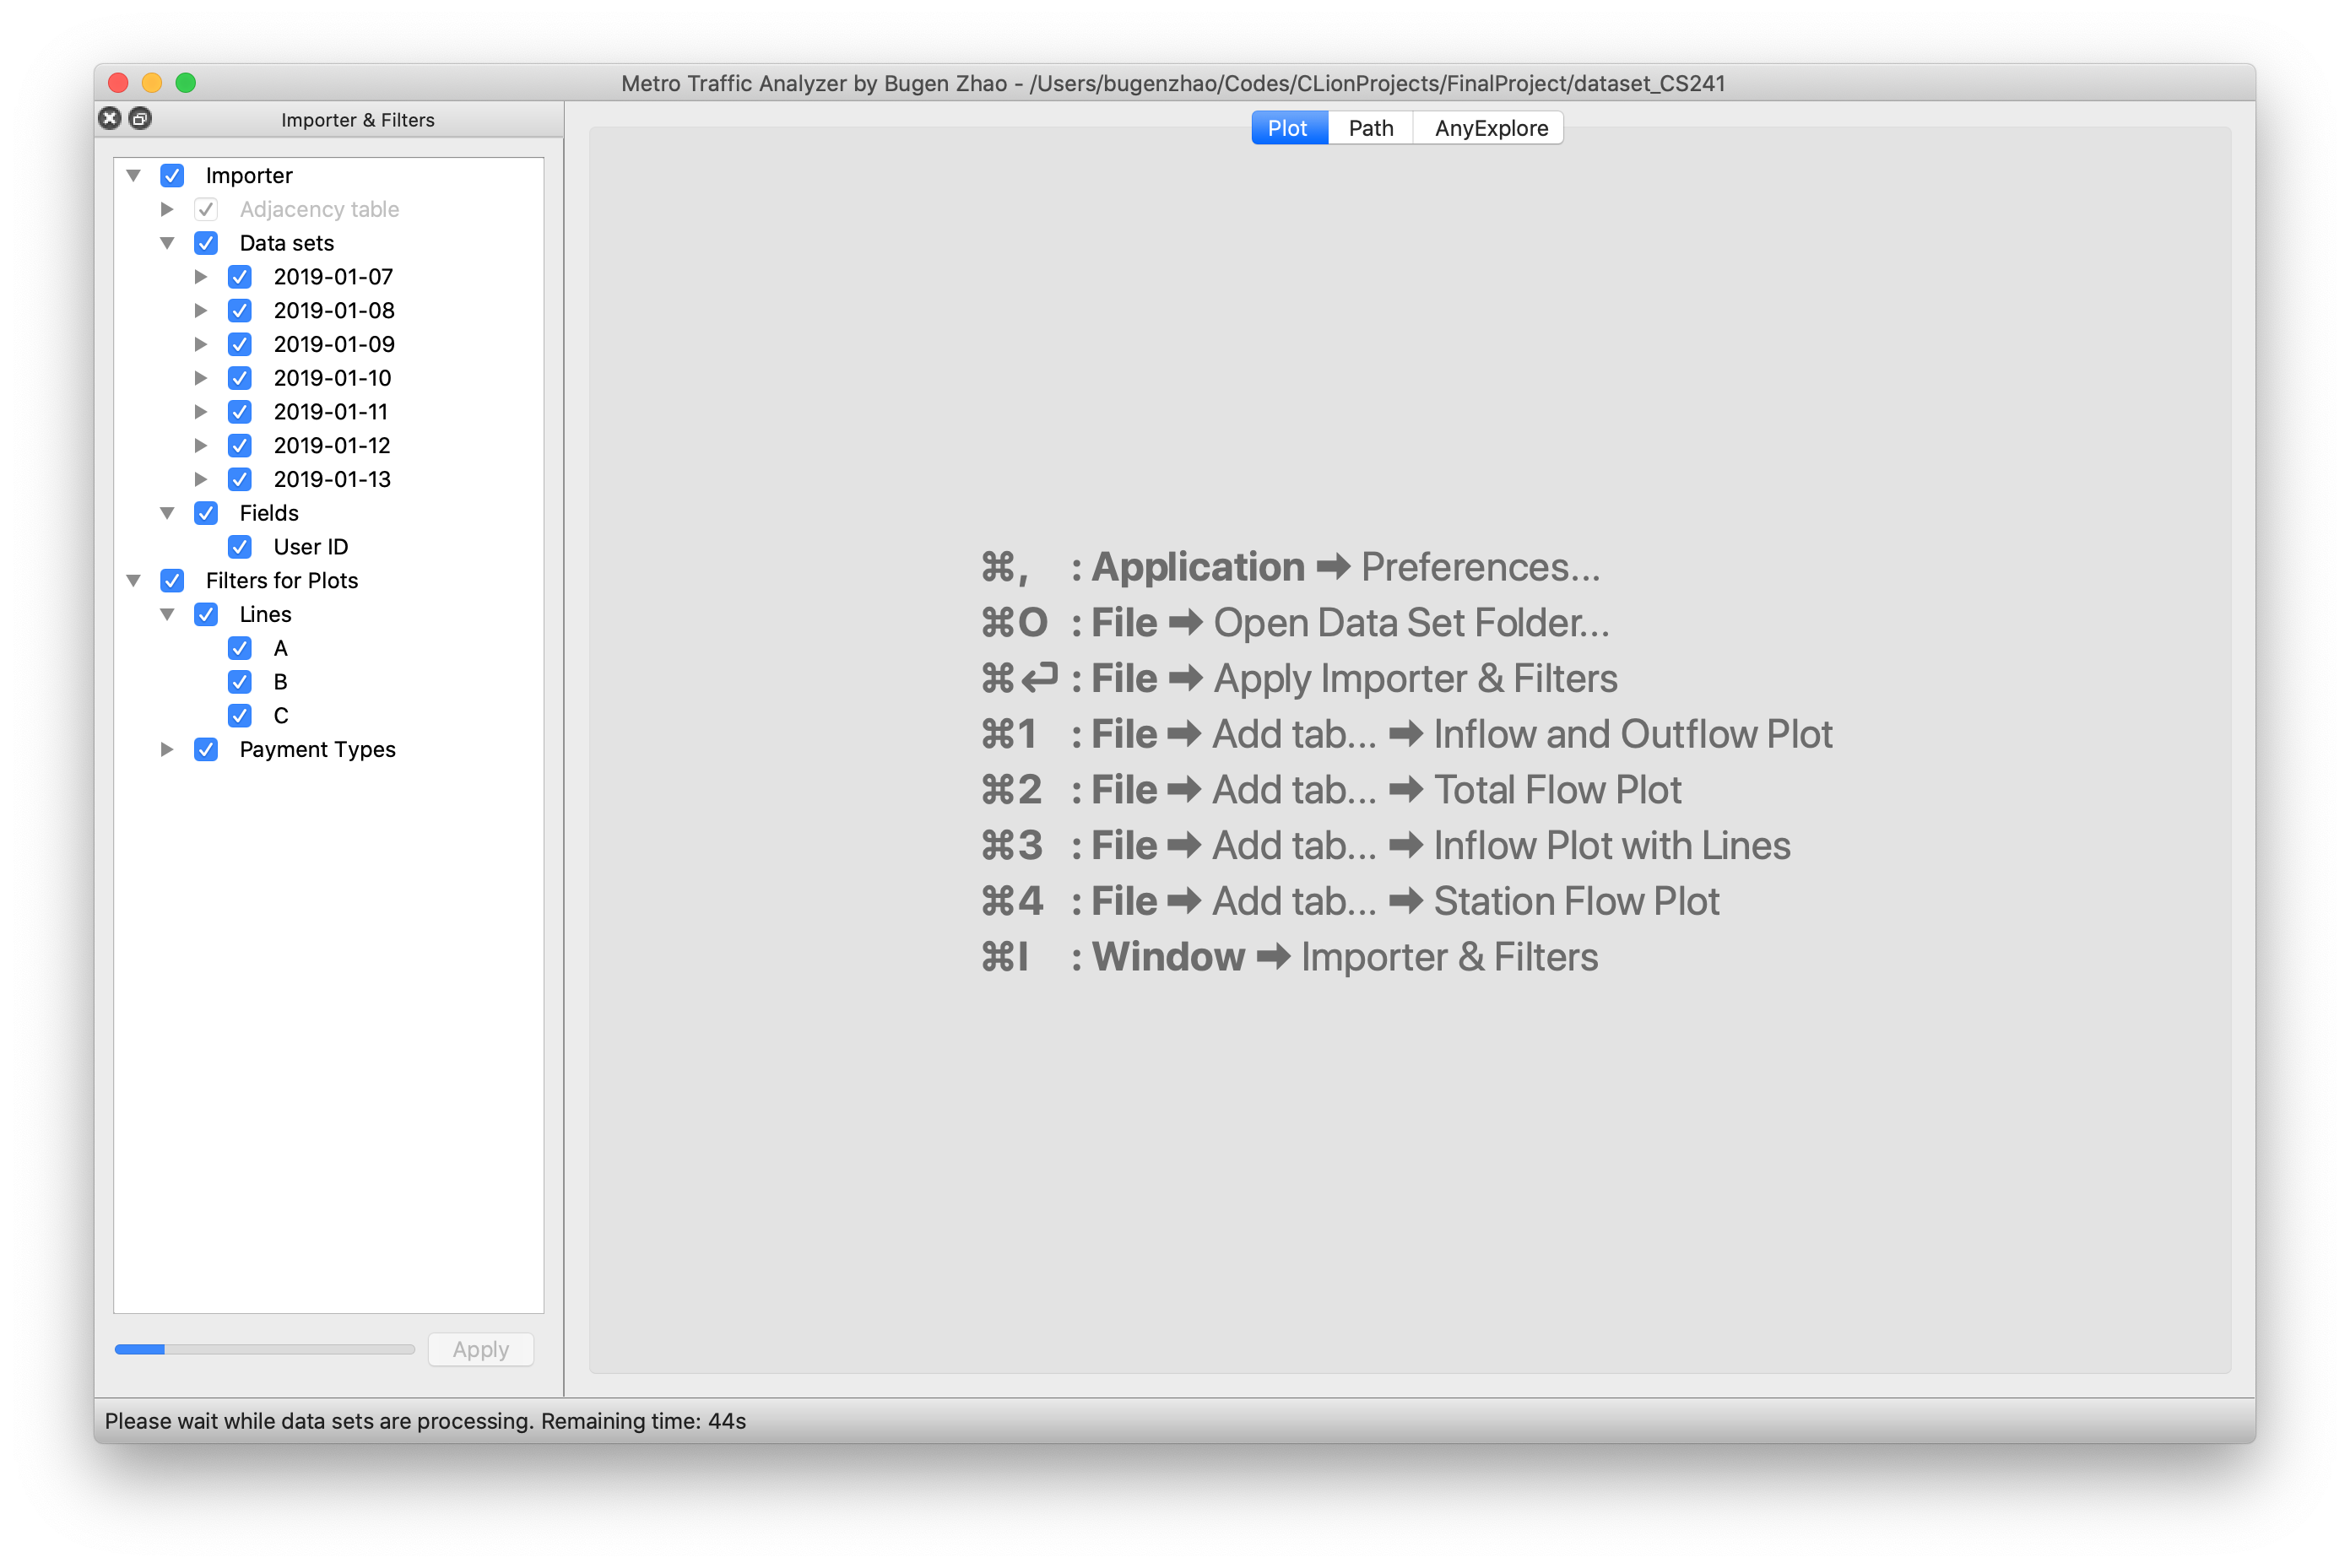 Metro Traffic Analyzer by Bugen Zhao - /Users/bugenzhao/Codes/CLionProjects/FinalProject/dataset_CS241
Importer & Filters
Plot
Path
AnyExplore
Importer
Adjacency table
Data sets
2019-01-07
2019-01-08
2019-01-09
2019-01-10
2019-01-11
2019-01-12
2019-01-13
Fields
User ID
Filters for Plots
Lines
A
B
C
Payment Types
⌘, : Application ➡ Preferences...
⌘O : File ➡ Open Data Set Folder...
⌘↩ : File ➡ Apply Importer & Filters
⌘1 : File ➡ Add tab... ➡ Inflow and Outflow Plot
⌘2 : File ➡ Add tab... ➡ Total Flow Plot
⌘3 : File ➡ Add tab... ➡ Inflow Plot with Lines
⌘4 : File ➡ Add tab... ➡ Station Flow Plot
⌘I : Window ➡ Importer & Filters
Apply
Please wait while data sets are processing. Remaining time: 44s